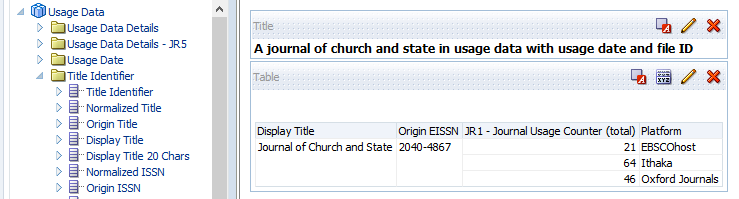 Usage Data
Usage Data Details
Usage Data Details - JR5
Usage Date
Title Identifier
Title Identifier
Normalized Title
Origin Title
Display Title
Display Title 20 Chars
Normalized ISSN
Origin ISSN
Title
A journal of church and state in usage data with usage date and file ID
Table
Display Title Origin EISSN JR1 - Journal Usage Counter (total) Platform
Journal of Church and State 2040-4867 21 EBSCOhost
64 Ithaka
46 Oxford Journals